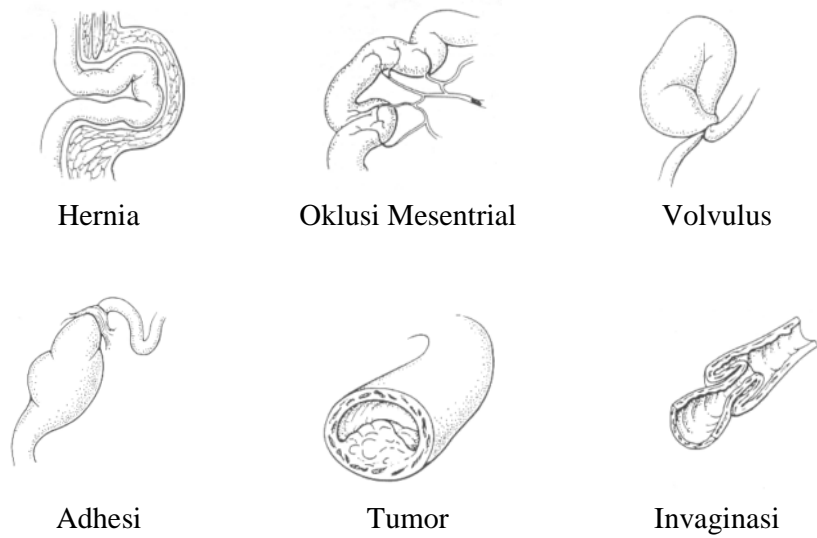 Hernia
Oklusi Mesentrial
Volvulus
Adhesi
Tumor
Invaginasi